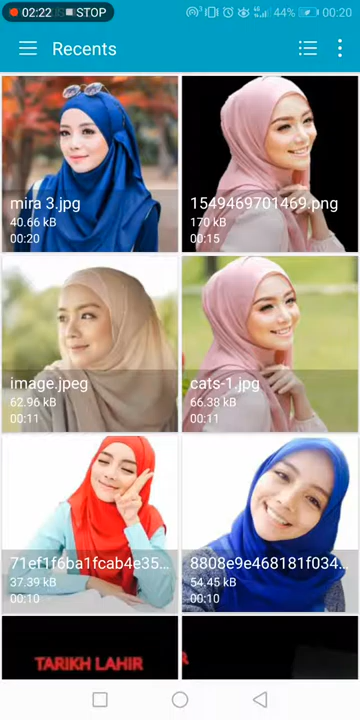 02:22 STOP
44% 00:20
Recents
mira 3.jpg
40.66 kB
00:20
1549469701469.png
170 kB
00:15
image.jpeg
62.96 kB
00:11
cats-1.jpg
66.38 kB
00:11
71ef1f6ba1fcab4e35...
37.39 kB
00:10
8808e9e468181f034...
54.45 kB
00:10
TARIKH LAHIR
R